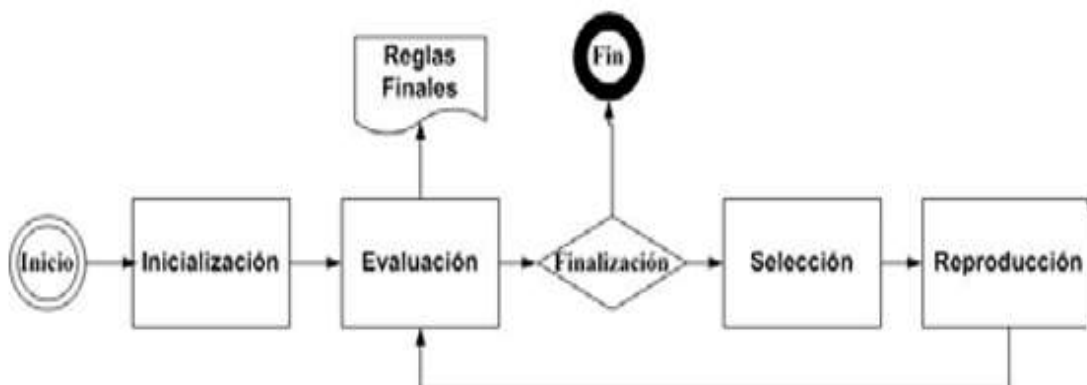 Reglas
Finales
Fin
Inicio
Inicialización
Evaluación
Finalización
Selección
Reproducción